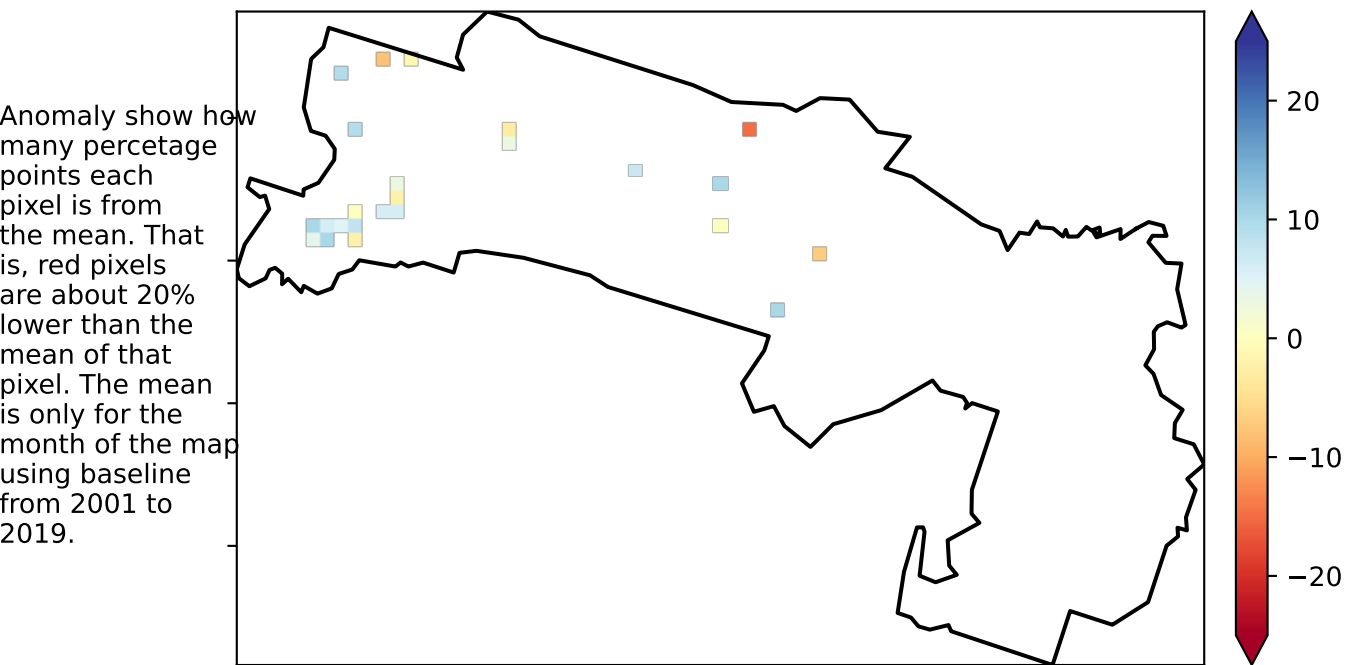 Anomaly show how
many percetage
points each
pixel is from
the mean. That
is, red pixels
are about 20%
lower than the
mean of that
pixel. The mean
is only for the
month of the map
using baseline
from 2001 to
2019.
20
10
0
−10
−20